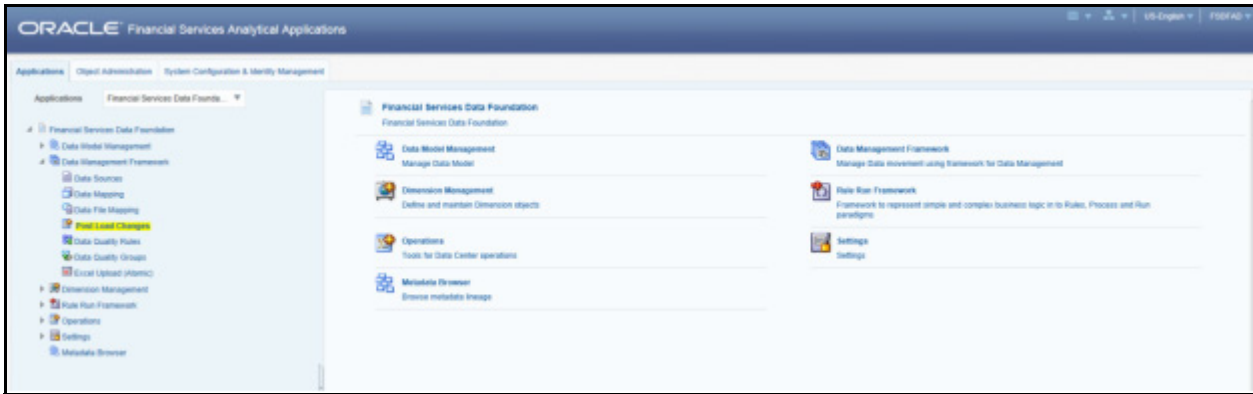 ORACLE Financial Services Analytical Applications
US-English
FSDFAD
Applications Object Administration System Configuration & Identity Management
Applications Financial Services Data Founda...
Financial Services Data Foundation
Data Model Management
Data Management Framework
Data Sources
Data Mapping
Data File Mapping
Post Load Changes
Data Quality Rules
Data Quality Groups
Excel Upload (Atomic)
Dimension Management
Rule Run Framework
Operations
Settings
Metadata Browser
Financial Services Data Foundation
Financial Services Data Foundation
Data Model Management
Manage Data Model
Data Management Framework
Manage Data movement using framework for Data Management
Dimension Management
Define and maintain Dimension objects
Rule Run Framework
Framework to represent simple and complex business logic in to Rules, Process and Run
paradigms
Operations
Tools for Data Center operations
Settings
Settings
Metadata Browser
Browse metadata lineage